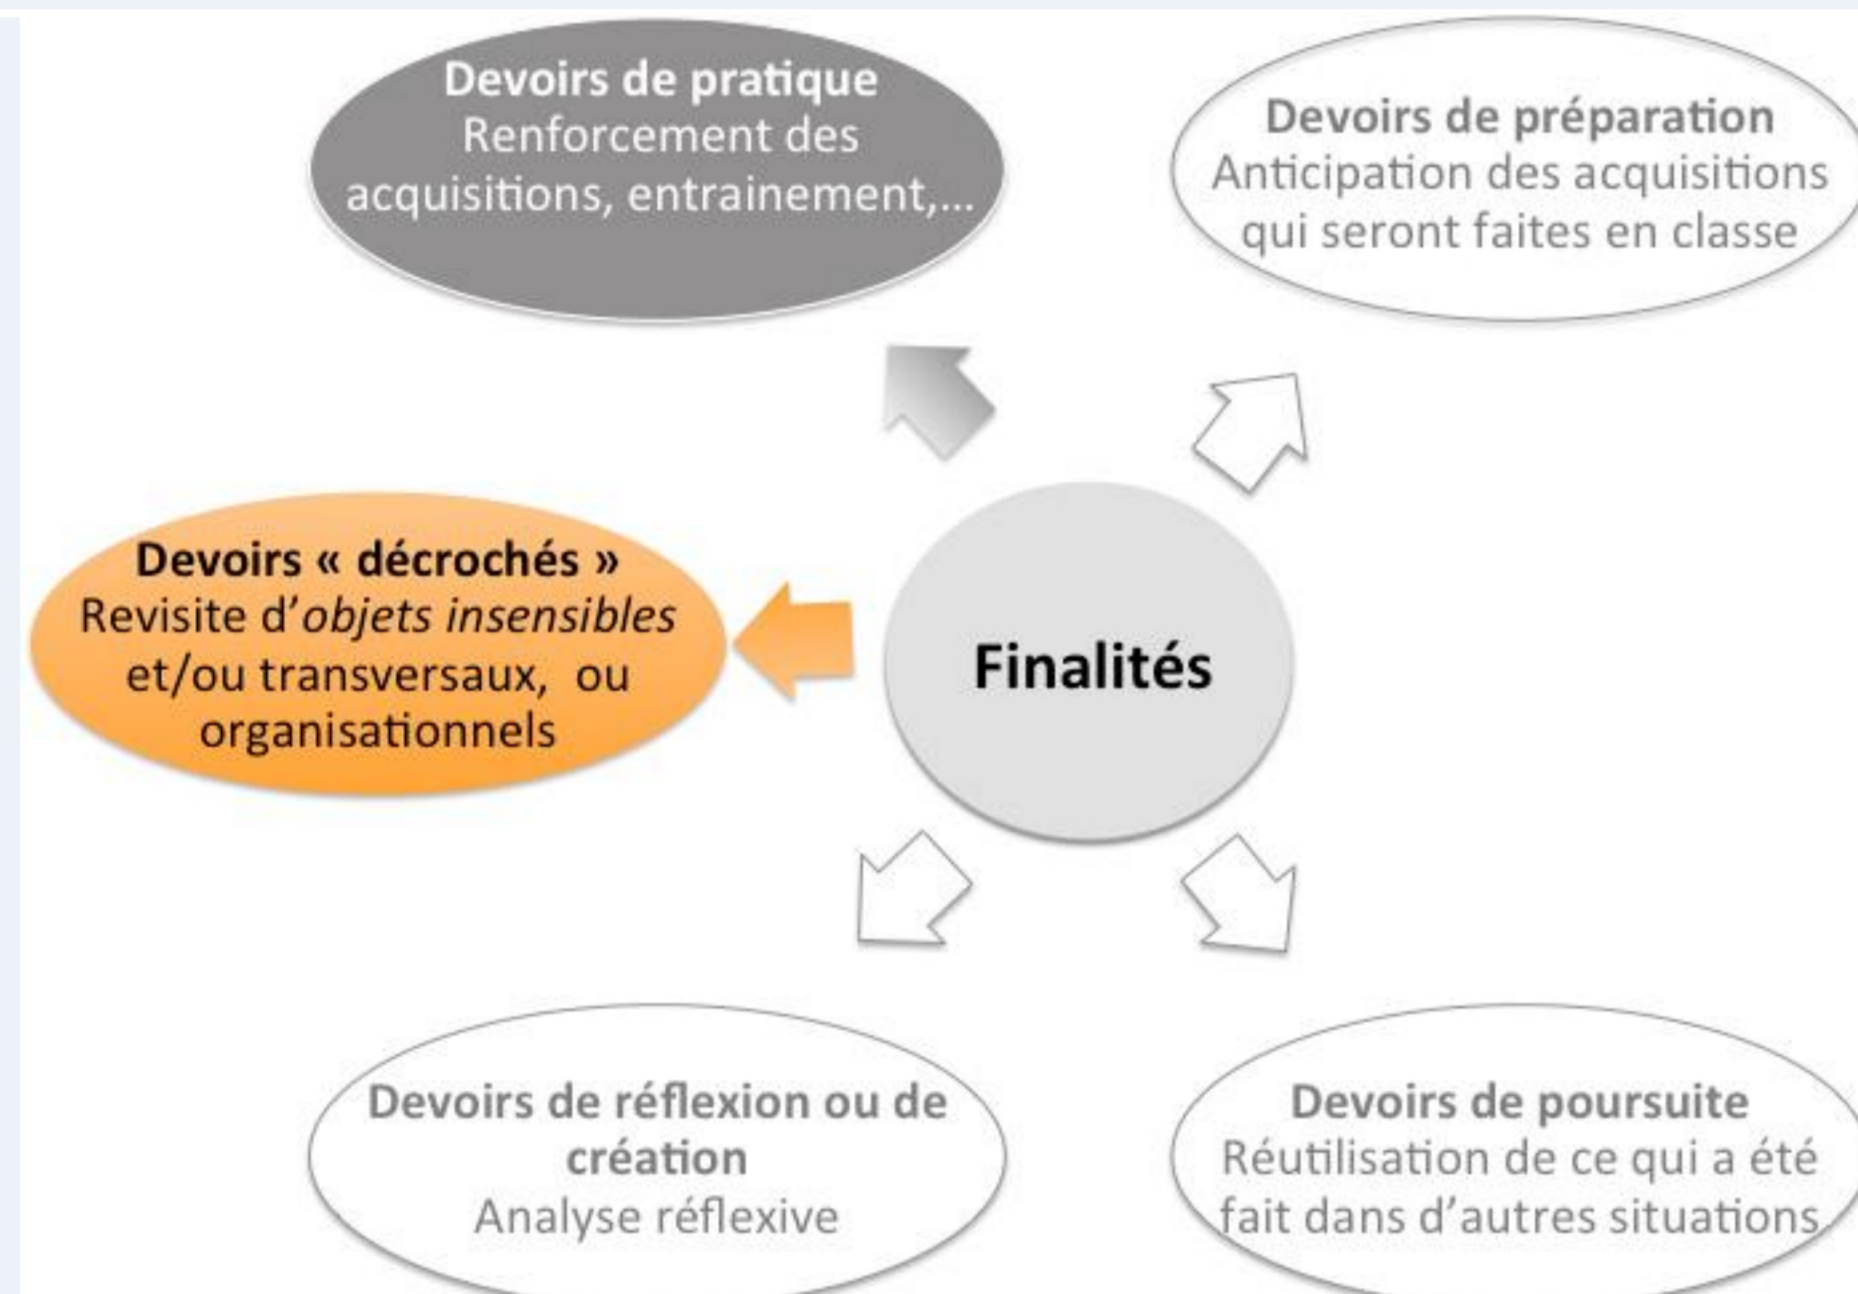 Devoirs de pratique
Renforcement des
acquisitions, entrainement,...
Devoirs de préparation
Anticipation des acquisitions
qui seront faites en classe
Devoirs « décrochés »
Revisite d’objets insensibles
et/ou transversaux, ou
organisationnels
Finalités
Devoirs de réflexion ou de
création
Analyse réflexive
Devoirs de poursuite
Réutilisation de ce qui a été
fait dans d’autres situations